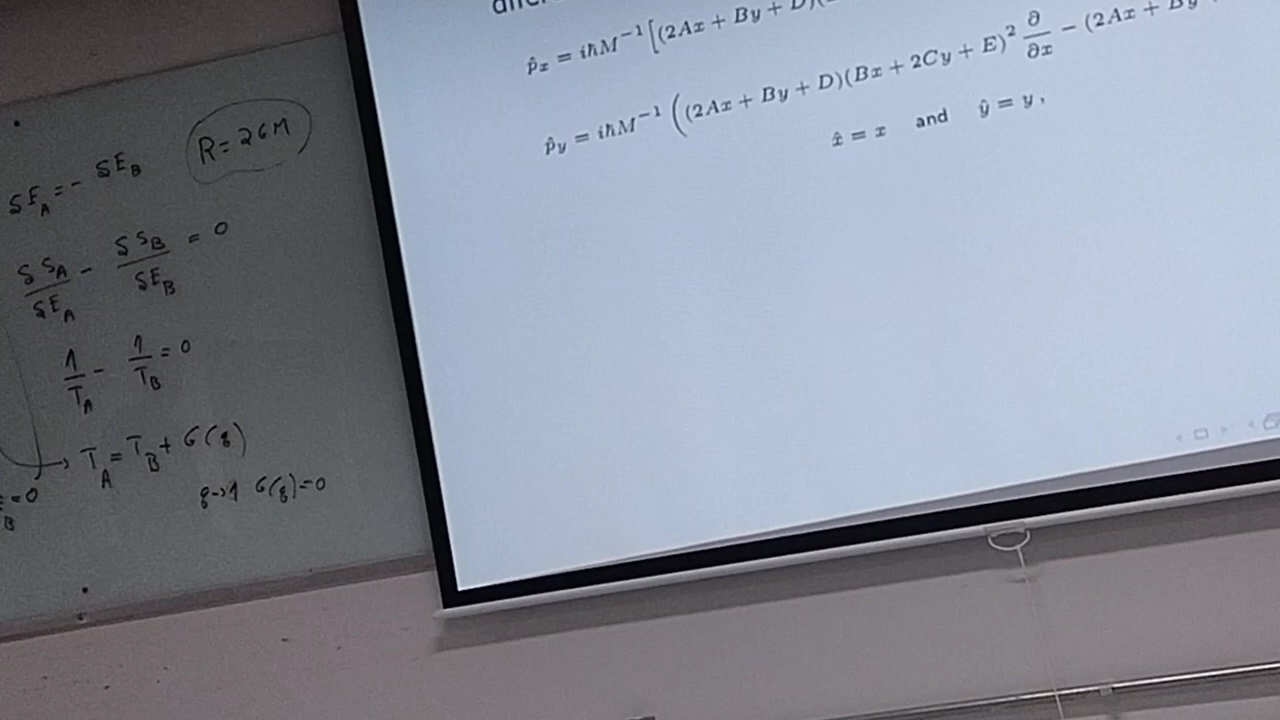 δE_A = - δE_B
R = 2GM
δS_A/δE_A - δS_B/δE_B = 0
1/T_A - 1/T_B = 0
→ T_A = T_B + G(g)
g→1 G(g)=0
B = 0
p̂_x = iħM⁻¹[(2Ax + By + D)(
p̂_y = iħM⁻¹((2Ax + By + D)(Bx + 2Cy + E)² ∂/∂x − (2Ax + By
x̂ = x and ŷ = y ,